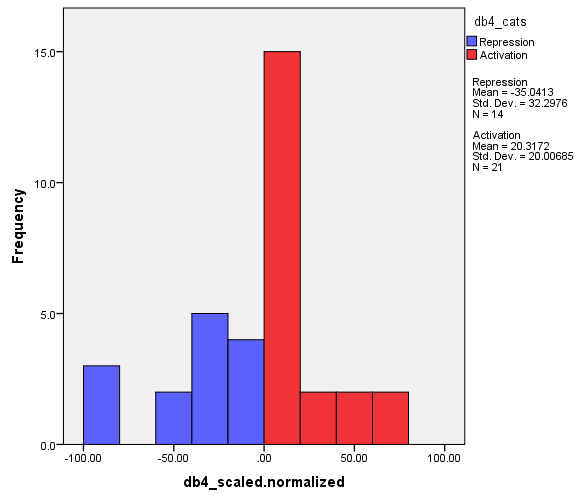 db4_cats
Repression
Activation
Repression
Mean = -35.0413
Std. Dev. = 32.2976
N = 14
Activation
Mean = 20.3172
Std. Dev. = 20.00685
N = 21
Frequency
15.0
10.0
5.0
0.0
-100.00 -50.00 .00 50.00 100.00
db4_scaled.normalized